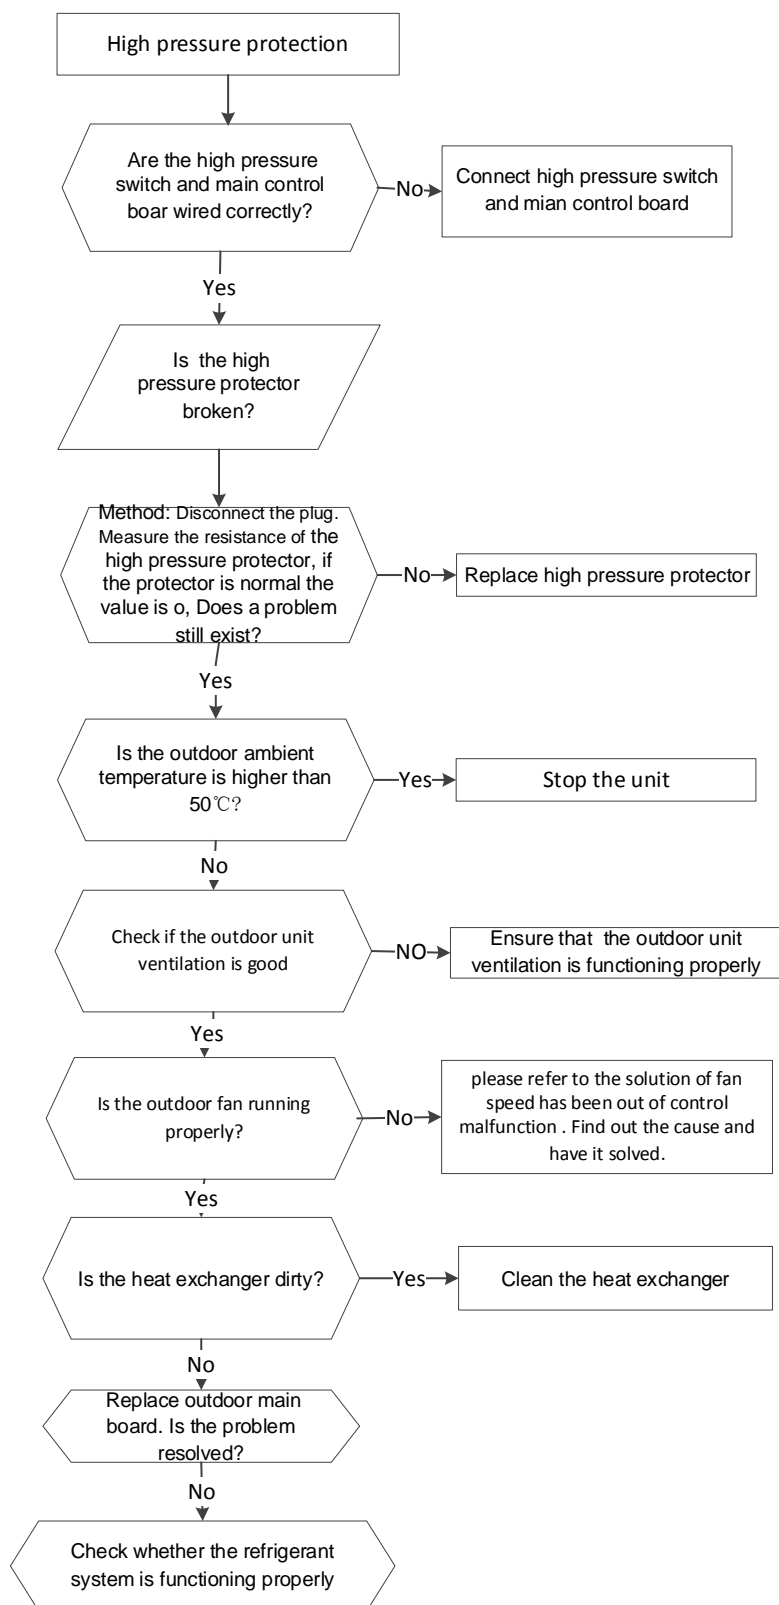 High pressure protection
Are the high pressure
switch and main control
boar wired correctly?
No
Connect high pressure switch
and mian control board
Yes
Is  the high
pressure protector
broken?
Method: Disconnect the plug.
Measure the resistance of the
high pressure protector, if
the protector is normal the
value is o, Does a problem
still exist?
No
Replace high pressure protector
Yes
Is the outdoor ambient
temperature is higher than
50℃?
Yes
Stop the unit
No
Check if the outdoor unit
ventilation is good
NO
Ensure that  the outdoor unit
ventilation is functioning properly
Yes
Is the outdoor fan running
properly?
No
please refer to the solution of fan
speed has been out of control
malfunction . Find out the cause and
have it solved.
Yes
Is the heat exchanger dirty?
Yes
Clean the heat exchanger
No
Replace outdoor main
board. Is the problem
resolved?
No
Check whether the refrigerant
system is functioning properly